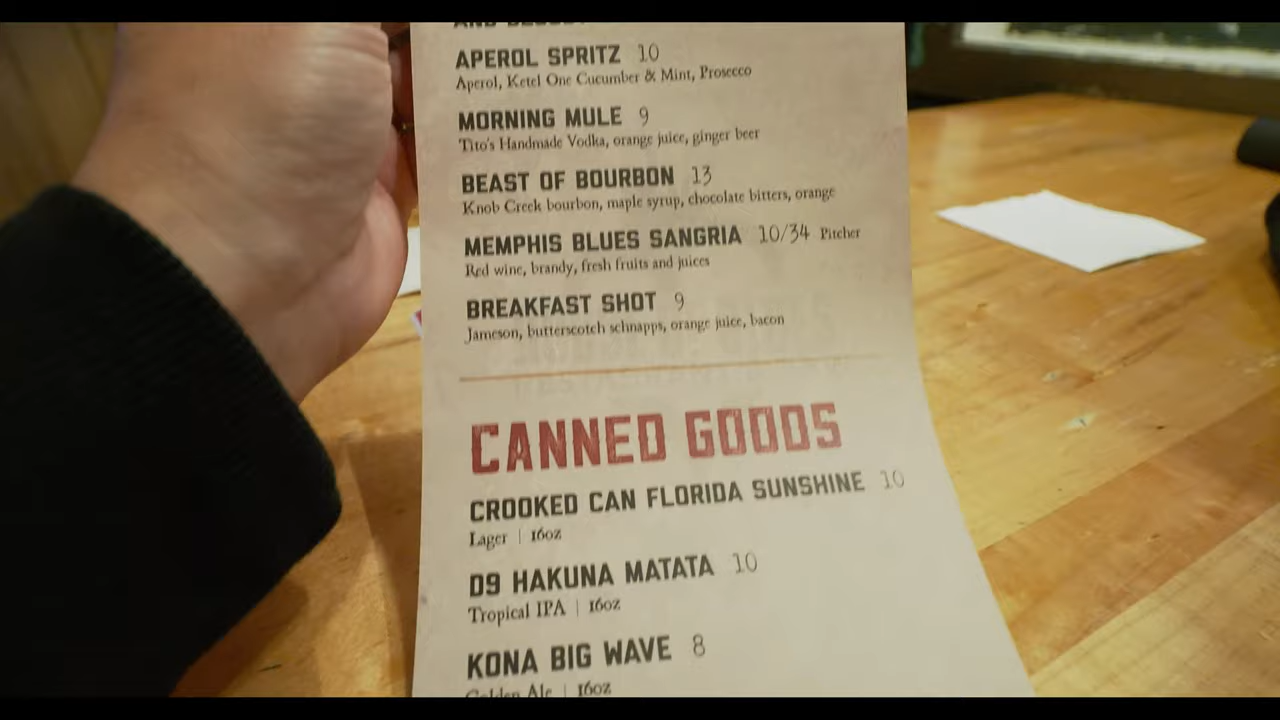 APEROL SPRITZ 10
Aperol, Ketel One Cucumber & Mint, Prosecco
MORNING MULE 9
Tito's Handmade Vodka, orange juice, ginger beer
BEAST OF BOURBON 13
Knob Creek bourbon, maple syrup, chocolate bitters, orange
MEMPHIS BLUES SANGRIA 10/34 Pitcher
Red wine, brandy, fresh fruits and juices
BREAKFAST SHOT 9
Jameson, butterscotch schnapps, orange juice, bacon
CANNED GOODS
CROOKED CAN FLORIDA SUNSHINE 10
Lager | 16oz
D9 HAKUNA MATATA 10
Tropical IPA | 16oz
KONA BIG WAVE 8
Golden Ale | 16oz